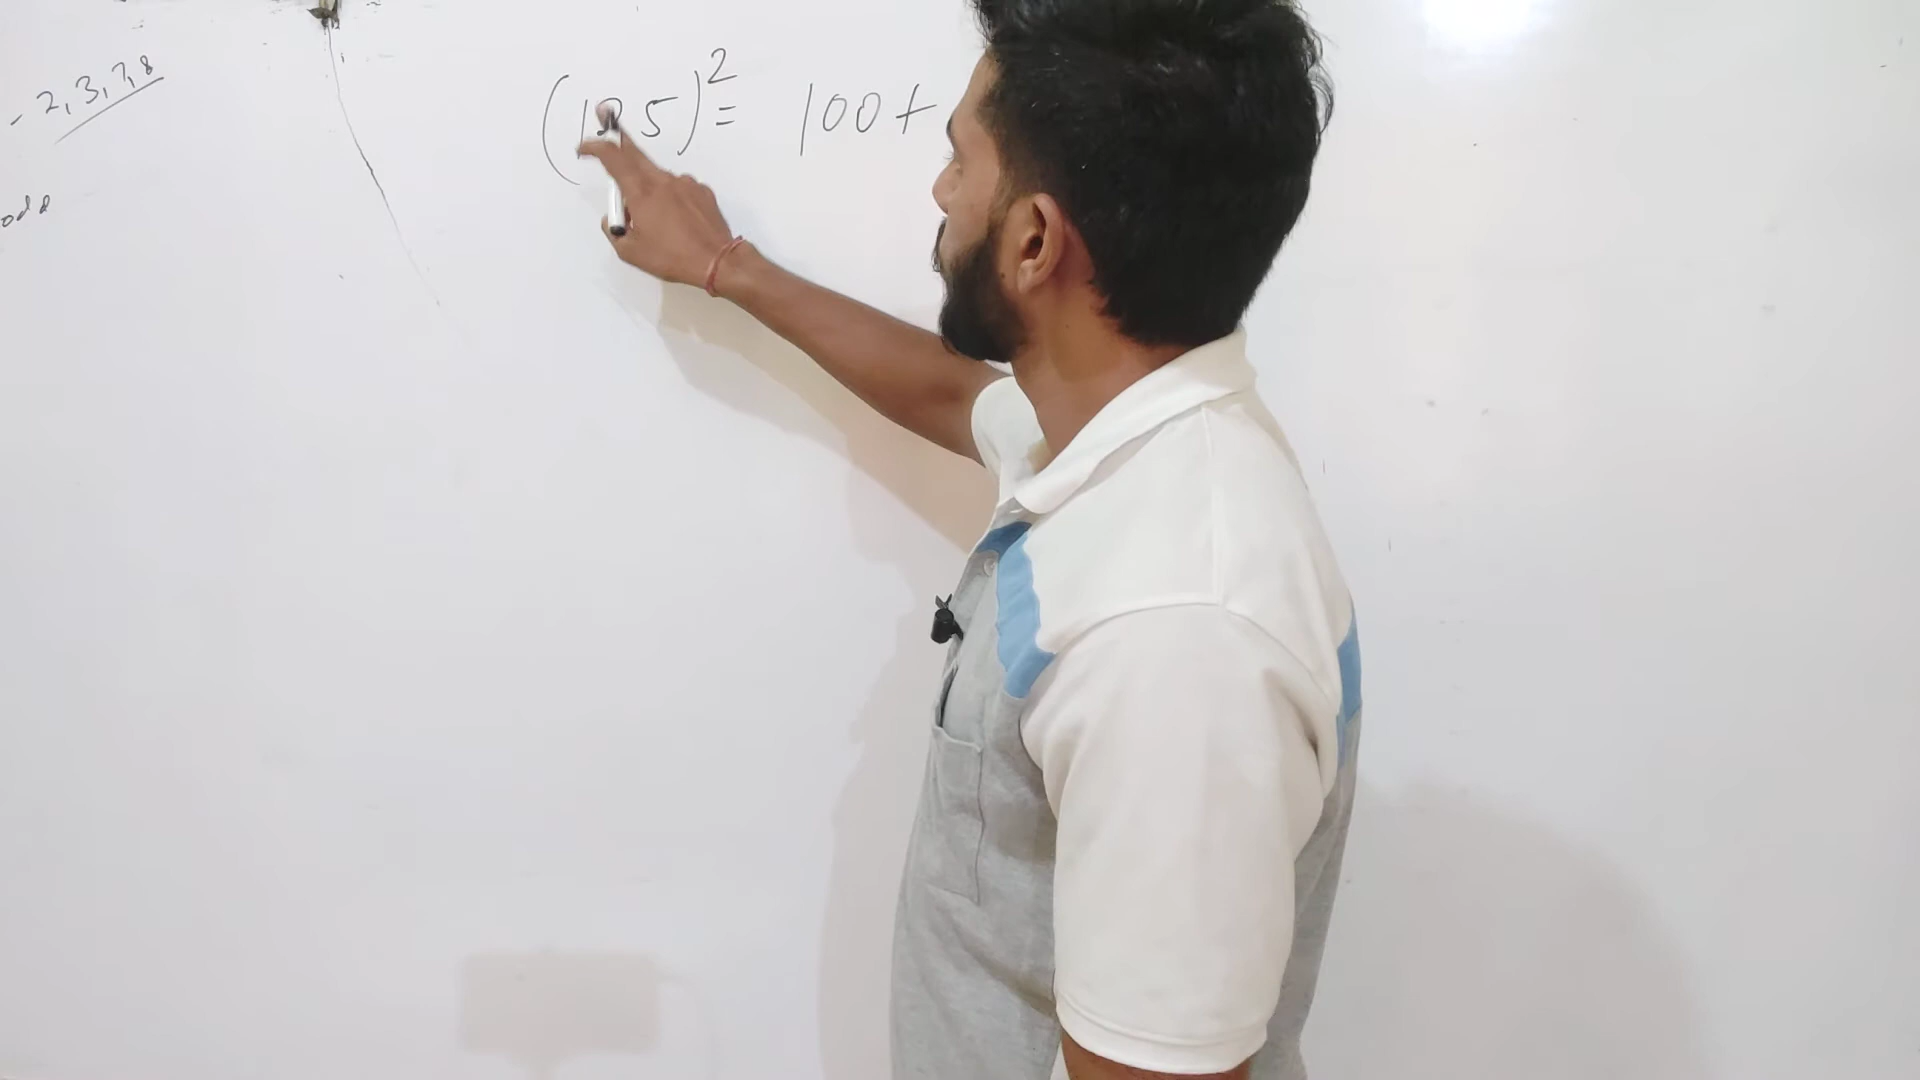 - 2, 3, 7, 8
(125)² = 100 +
odd